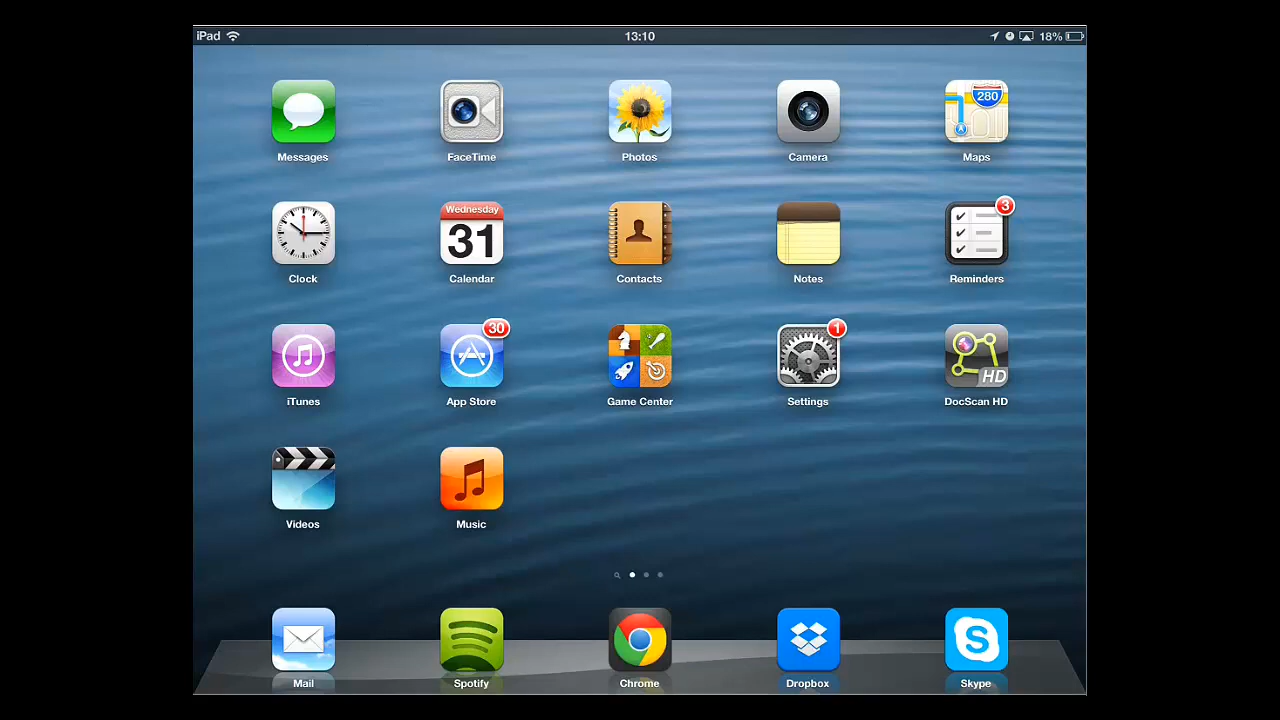 iPad 13:10 18%
280
Messages FaceTime Photos Camera Maps
Wednesday 3
31
Clock Calendar Contacts Notes Reminders
30 1
HD
iTunes App Store Game Center Settings DocScan HD
Videos Music
S
Mail Spotify Chrome Dropbox Skype